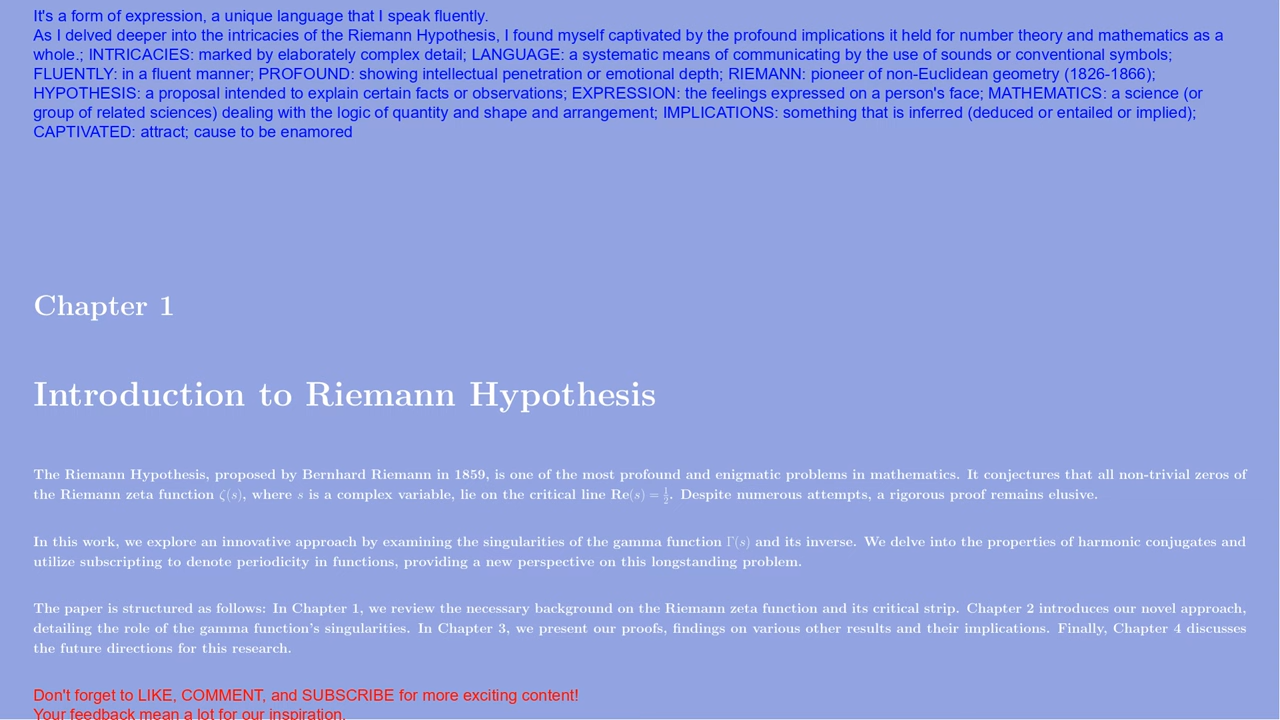 It's a form of expression, a unique language that I speak fluently.
As I delved deeper into the intricacies of the Riemann Hypothesis, I found myself captivated by the profound implications it held for number theory and mathematics as a
whole.; INTRICACIES: marked by elaborately complex detail; LANGUAGE: a systematic means of communicating by the use of sounds or conventional symbols;
FLUENTLY: in a fluent manner; PROFOUND: showing intellectual penetration or emotional depth; RIEMANN: pioneer of non-Euclidean geometry (1826-1866);
HYPOTHESIS: a proposal intended to explain certain facts or observations; EXPRESSION: the feelings expressed on a person's face; MATHEMATICS: a science (or
group of related sciences) dealing with the logic of quantity and shape and arrangement; IMPLICATIONS: something that is inferred (deduced or entailed or implied);
CAPTIVATED: attract; cause to be enamored
Chapter 1
Introduction to Riemann Hypothesis
The Riemann Hypothesis, proposed by Bernhard Riemann in 1859, is one of the most profound and enigmatic problems in mathematics. It conjectures that all non-trivial zeros of
the Riemann zeta function ζ(s), where s is a complex variable, lie on the critical line Re(s) = 1/2. Despite numerous attempts, a rigorous proof remains elusive.
In this work, we explore an innovative approach by examining the singularities of the gamma function Γ(s) and its inverse. We delve into the properties of harmonic conjugates and
utilize subscripting to denote periodicity in functions, providing a new perspective on this longstanding problem.
The paper is structured as follows: In Chapter 1, we review the necessary background on the Riemann zeta function and its critical strip. Chapter 2 introduces our novel approach,
detailing the role of the gamma function's singularities. In Chapter 3, we present our proofs, findings on various other results and their implications. Finally, Chapter 4 discusses
the future directions for this research.
Don't forget to LIKE, COMMENT, and SUBSCRIBE for more exciting content!
Your feedback mean a lot for our inspiration.